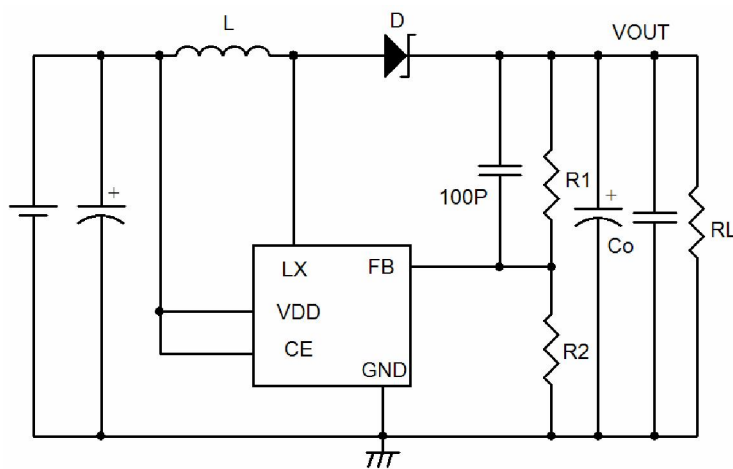 L
D
VOUT
+
100P
R1
+
Co
RL
LX
FB
VDD
CE
GND
R2